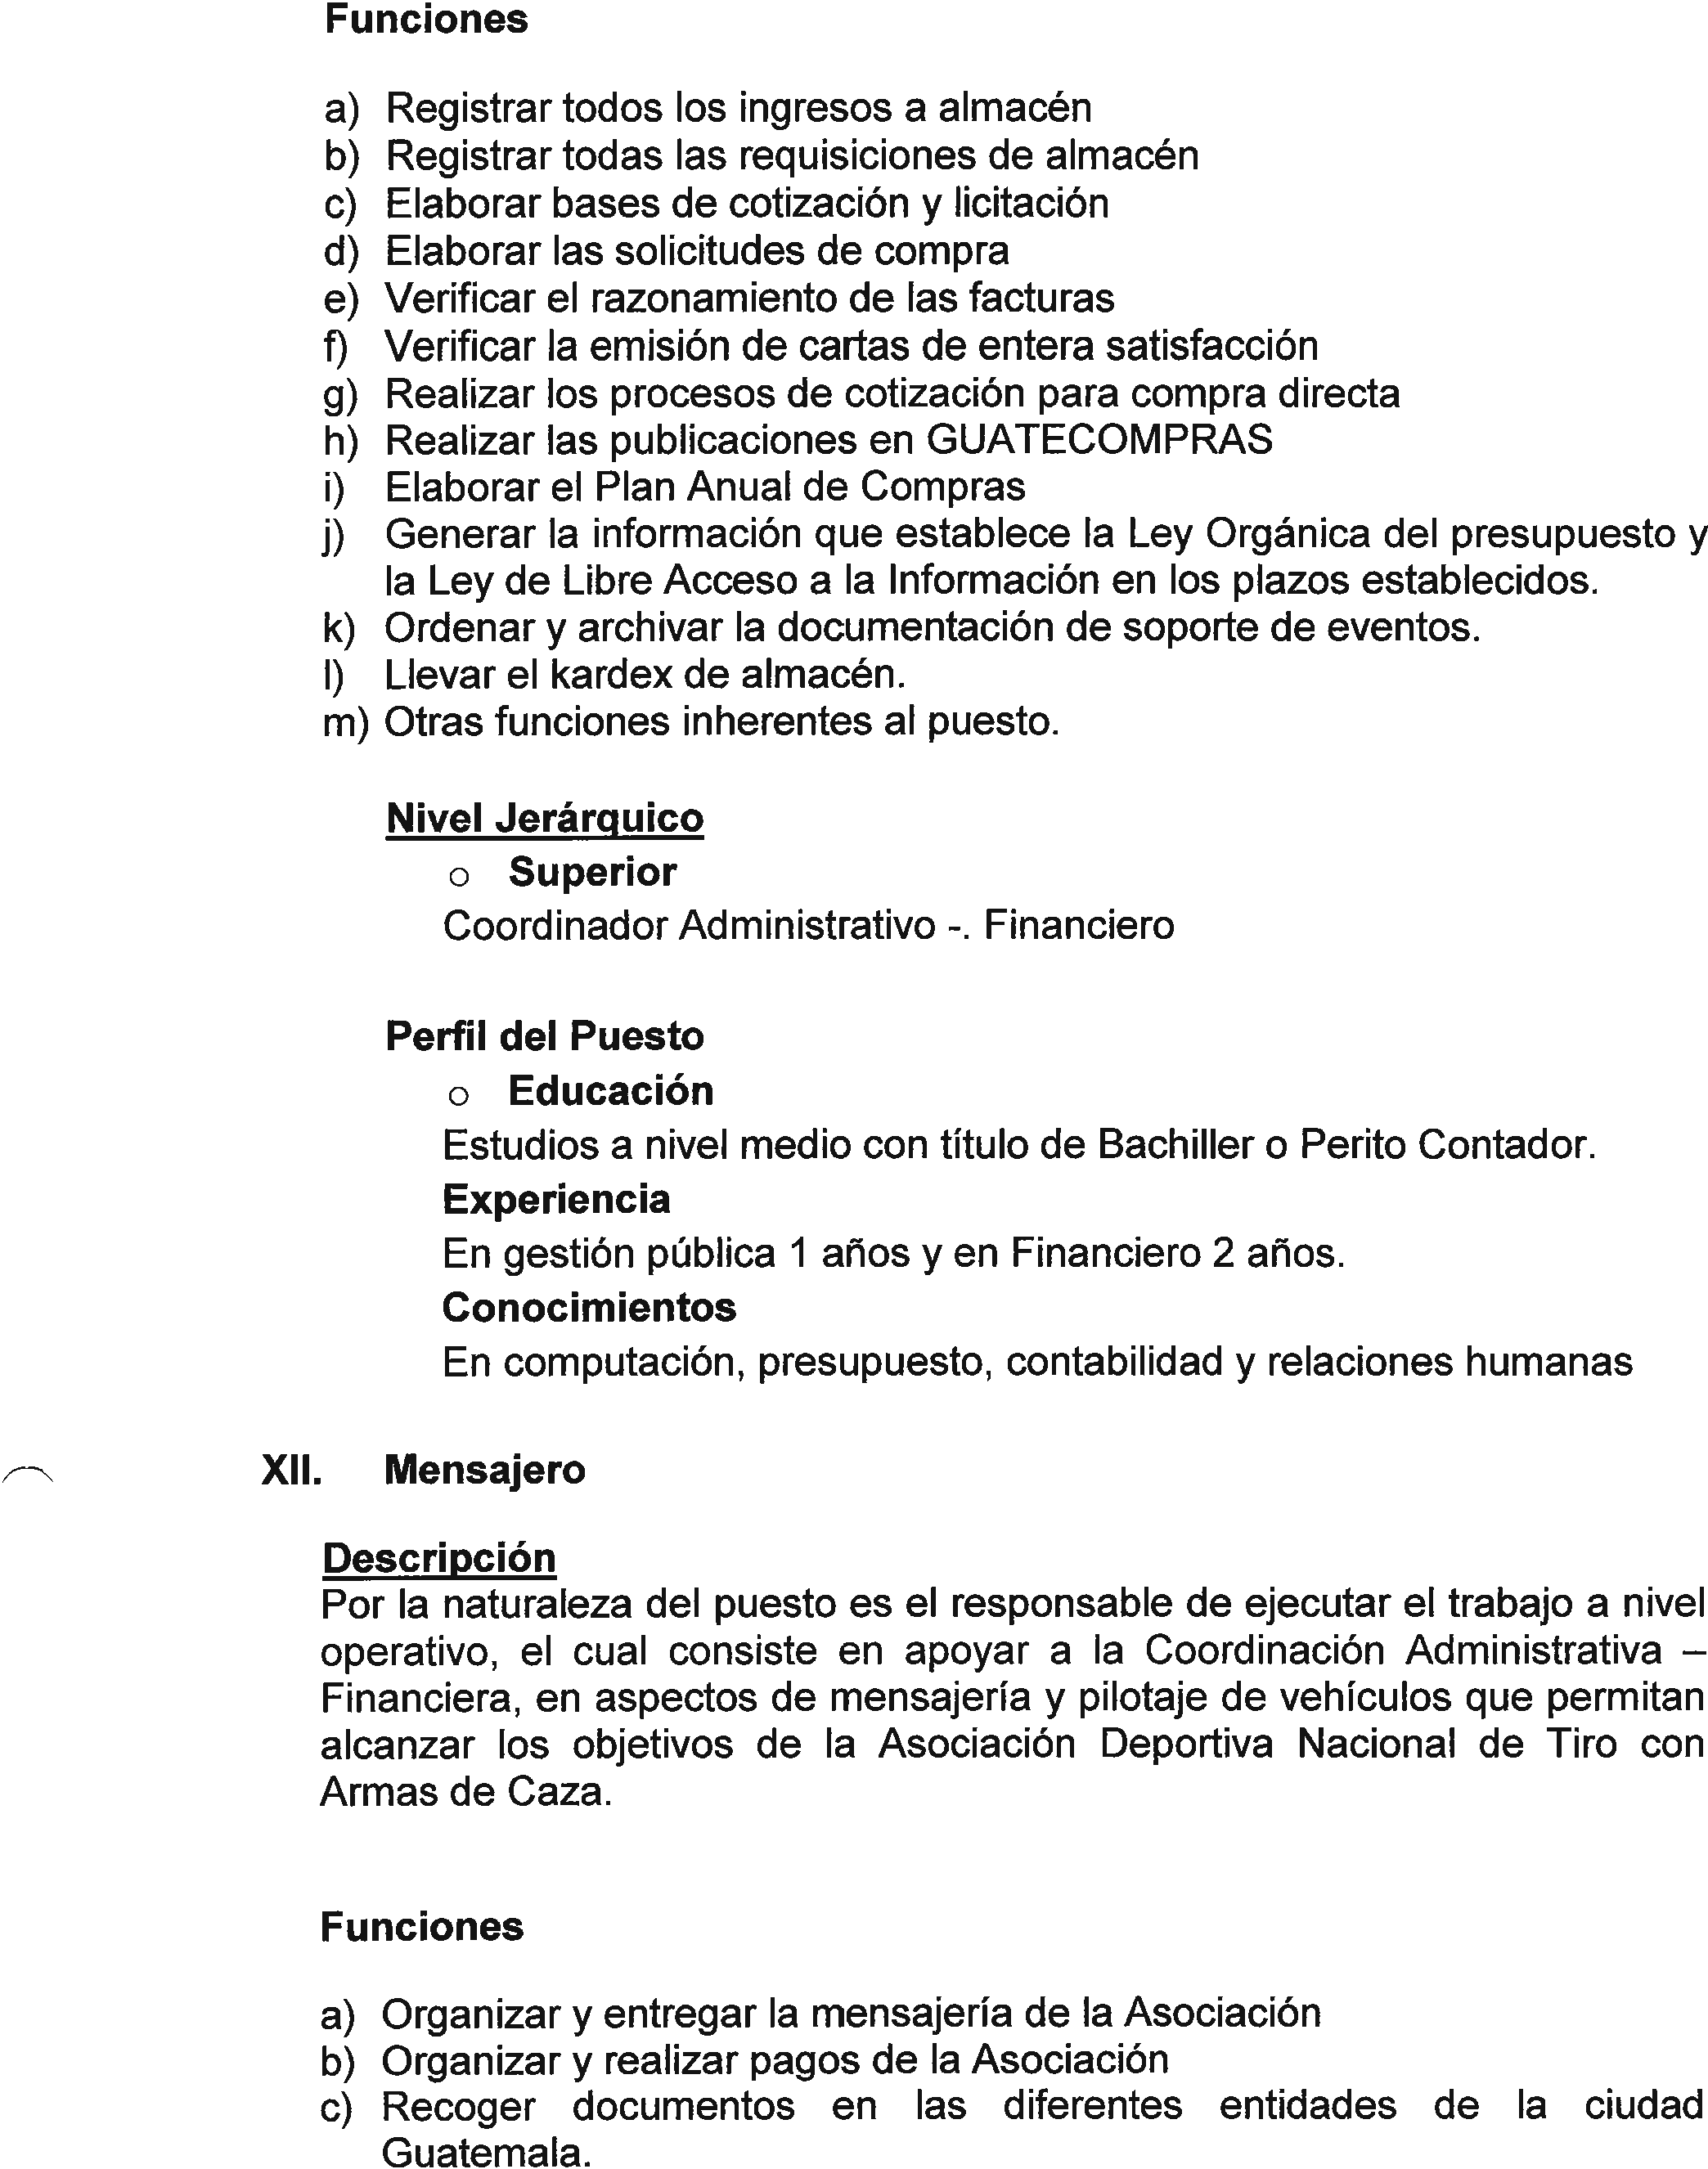 Funciones
a) Registrar todos los ingresos a almacén
b) Registrar todas las requisiciones de almacén
c) Elaborar bases de cotización y licitación
d) Elaborar las solicitudes de compra
e) Verificar el razonamiento de las facturas
f) Verificar la emisión de cartas de entera satisfacción
g) Realizar los procesos de cotización para compra directa
h) Realizar las publicaciones en GUATECOMPRAS
i) Elaborar el Plan Anual de Compras
j) Generar la información que establece la Ley Orgánica del presupuesto y
la Ley de Libre Acceso a la Información en los plazos establecidos.
k) Ordenar y archivar la documentación de soporte de eventos.
l) Llevar el kardex de almacén.
m) Otras funciones inherentes al puesto.
Nivel Jerárquico
o Superior
Coordinador Administrativo -. Financiero
Perfil del Puesto
o Educación
Estudios a nivel medio con título de Bachiller o Perito Contador.
Experiencia
En gestión pública 1 años y en Financiero 2 años.
Conocimientos
En computación, presupuesto, contabilidad y relaciones humanas
XII. Mensajero
Descripción
Por la naturaleza del puesto es el responsable de ejecutar el trabajo a nivel
operativo, el cual consiste en apoyar a la Coordinación Administrativa –
Financiera, en aspectos de mensajería y pilotaje de vehículos que permitan
alcanzar los objetivos de la Asociación Deportiva Nacional de Tiro con
Armas de Caza.
Funciones
a) Organizar y entregar la mensajería de la Asociación
b) Organizar y realizar pagos de la Asociación
c) Recoger documentos en las diferentes entidades de la ciudad
Guatemala.